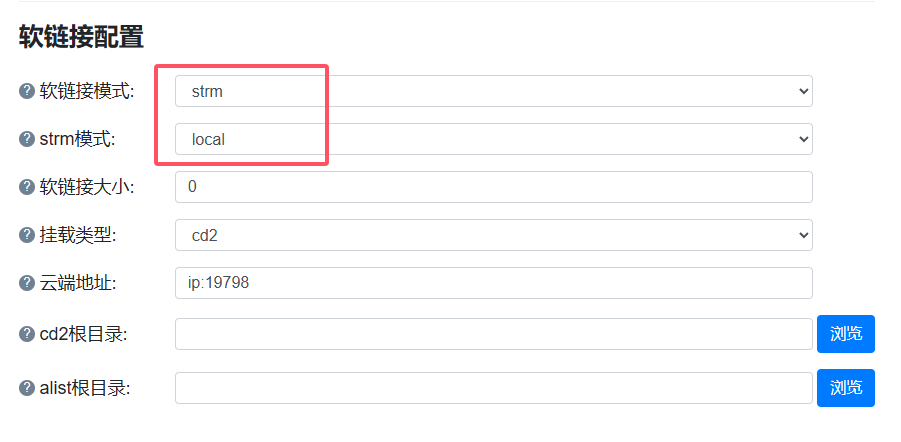 软链接配置
? 软链接模式: strm
? strm模式: local
? 软链接大小: 0
? 挂载类型: cd2
? 云端地址: ip:19798
? cd2根目录: 浏览
? alist根目录: 浏览